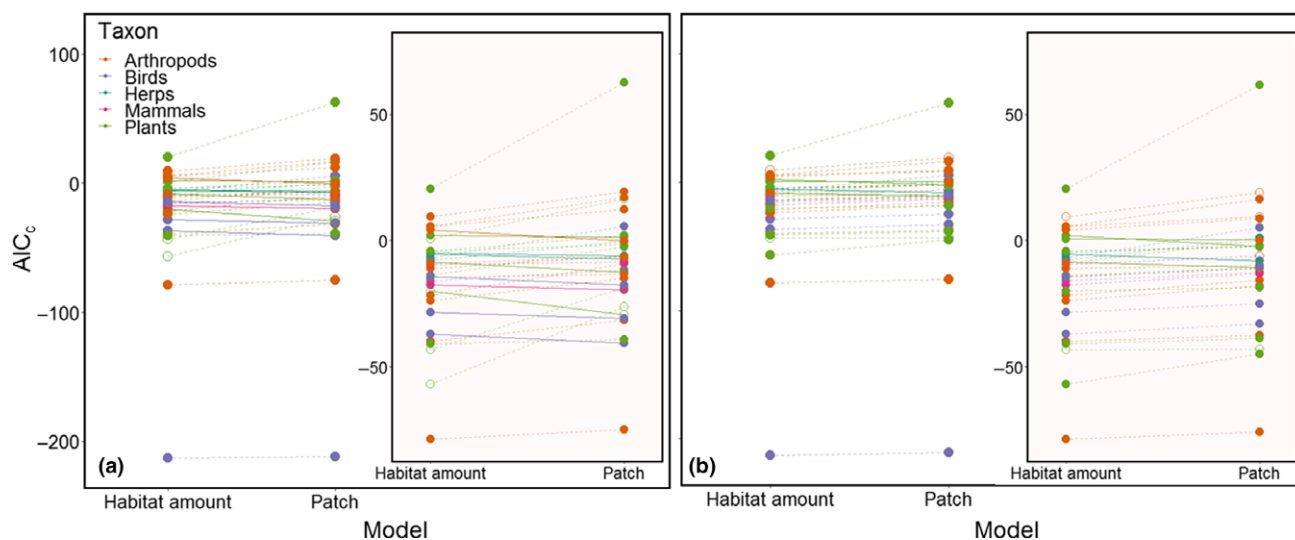 Taxon
Arthropods
Birds
Herps
Mammals
Plants
100
0
−100
−200
AICc
50
0
−50
(a)
Habitat amount
Patch
Habitat amount
Patch
Model
50
0
−50
(b)
Habitat amount
Patch
Habitat amount
Patch
Model